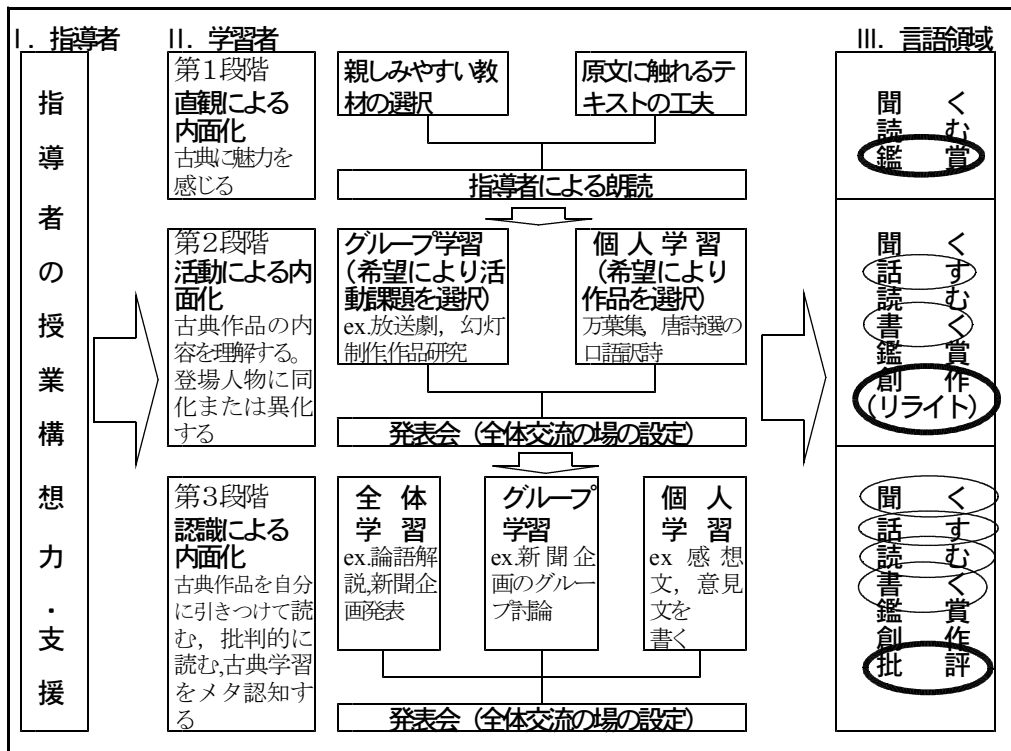 I. 指導者
II. 学習者
III. 言語領域
指導者の授業構想力・支援
第1段階
直観による
内面化
古典に魅力を
感じる
親しみやすい教
材の選択
原文に触れるテ
キストの工夫
指導者による朗読
聞く
読む
鑑賞
第2段階
活動による内
面化
古典作品の内
容を理解する。
登場人物に同
化または異化
する
グループ学習
(希望により活
動課題を選択)
ex.放送劇，幻灯
制作作品研究
個人学習
(希望により
作品を選択)
万葉集，唐詩選の
口語訳詩
発表会 (全体交流の場の設定)
聞く
話す
読む
書く
鑑賞
創作
(リライト)
第3段階
認識による
内面化
古典作品を自分
に引きつけて読
む，批判的に
読む,古典学習
をメタ認知す
る
全体
学習
ex.論語解
説,新聞企
画発表
グループ
学習
ex.新聞企
画のグルー
プ討論
個人
学習
ex 感想
文，意見
文を
書く
発表会 (全体交流の場の設定)
聞く
話す
読む
書く
鑑賞
創作
批評